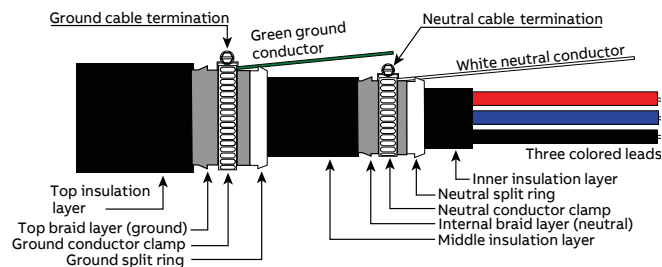 Ground cable termination
Neutral cable termination
Green ground
conductor
White neutral conductor
Three colored leads
Top insulation
layer
Inner insulation layer
Neutral split ring
Top braid layer (ground)
Neutral conductor clamp
Ground conductor clamp
Internal braid layer (neutral)
Ground split ring
Middle insulation layer